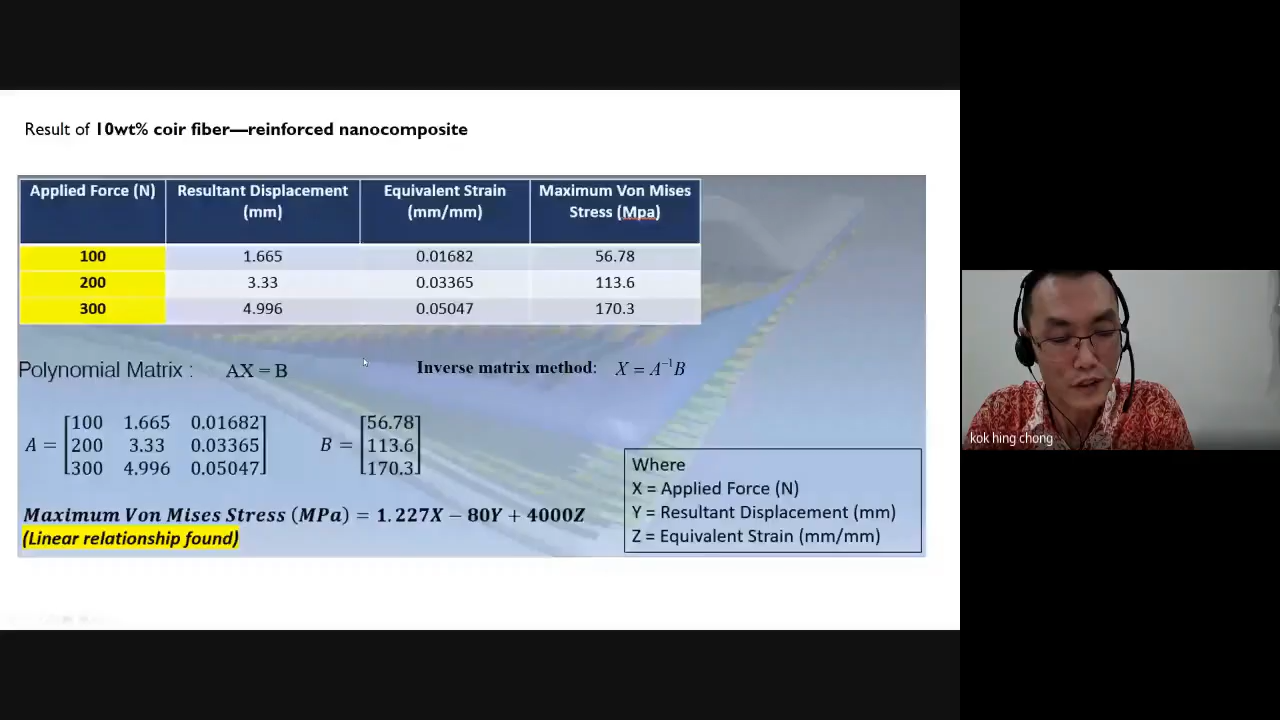 Result of 10wt% coir fiber—reinforced nanocomposite
Applied Force (N) Resultant Displacement (mm) Equivalent Strain (mm/mm) Maximum Von Mises Stress (Mpa)
100 1.665 0.01682 56.78
200 3.33 0.03365 113.6
300 4.996 0.05047 170.3
Polynomial Matrix : AX = B Inverse matrix method: X = A⁻¹B
A = [100 1.665 0.01682
200 3.33 0.03365
300 4.996 0.05047]
B = [56.78
113.6
170.3]
Maximum Von Mises Stress (MPa) = 1.227X − 80Y + 4000Z
(Linear relationship found)
Where
X = Applied Force (N)
Y = Resultant Displacement (mm)
Z = Equivalent Strain (mm/mm)
kok hing chong